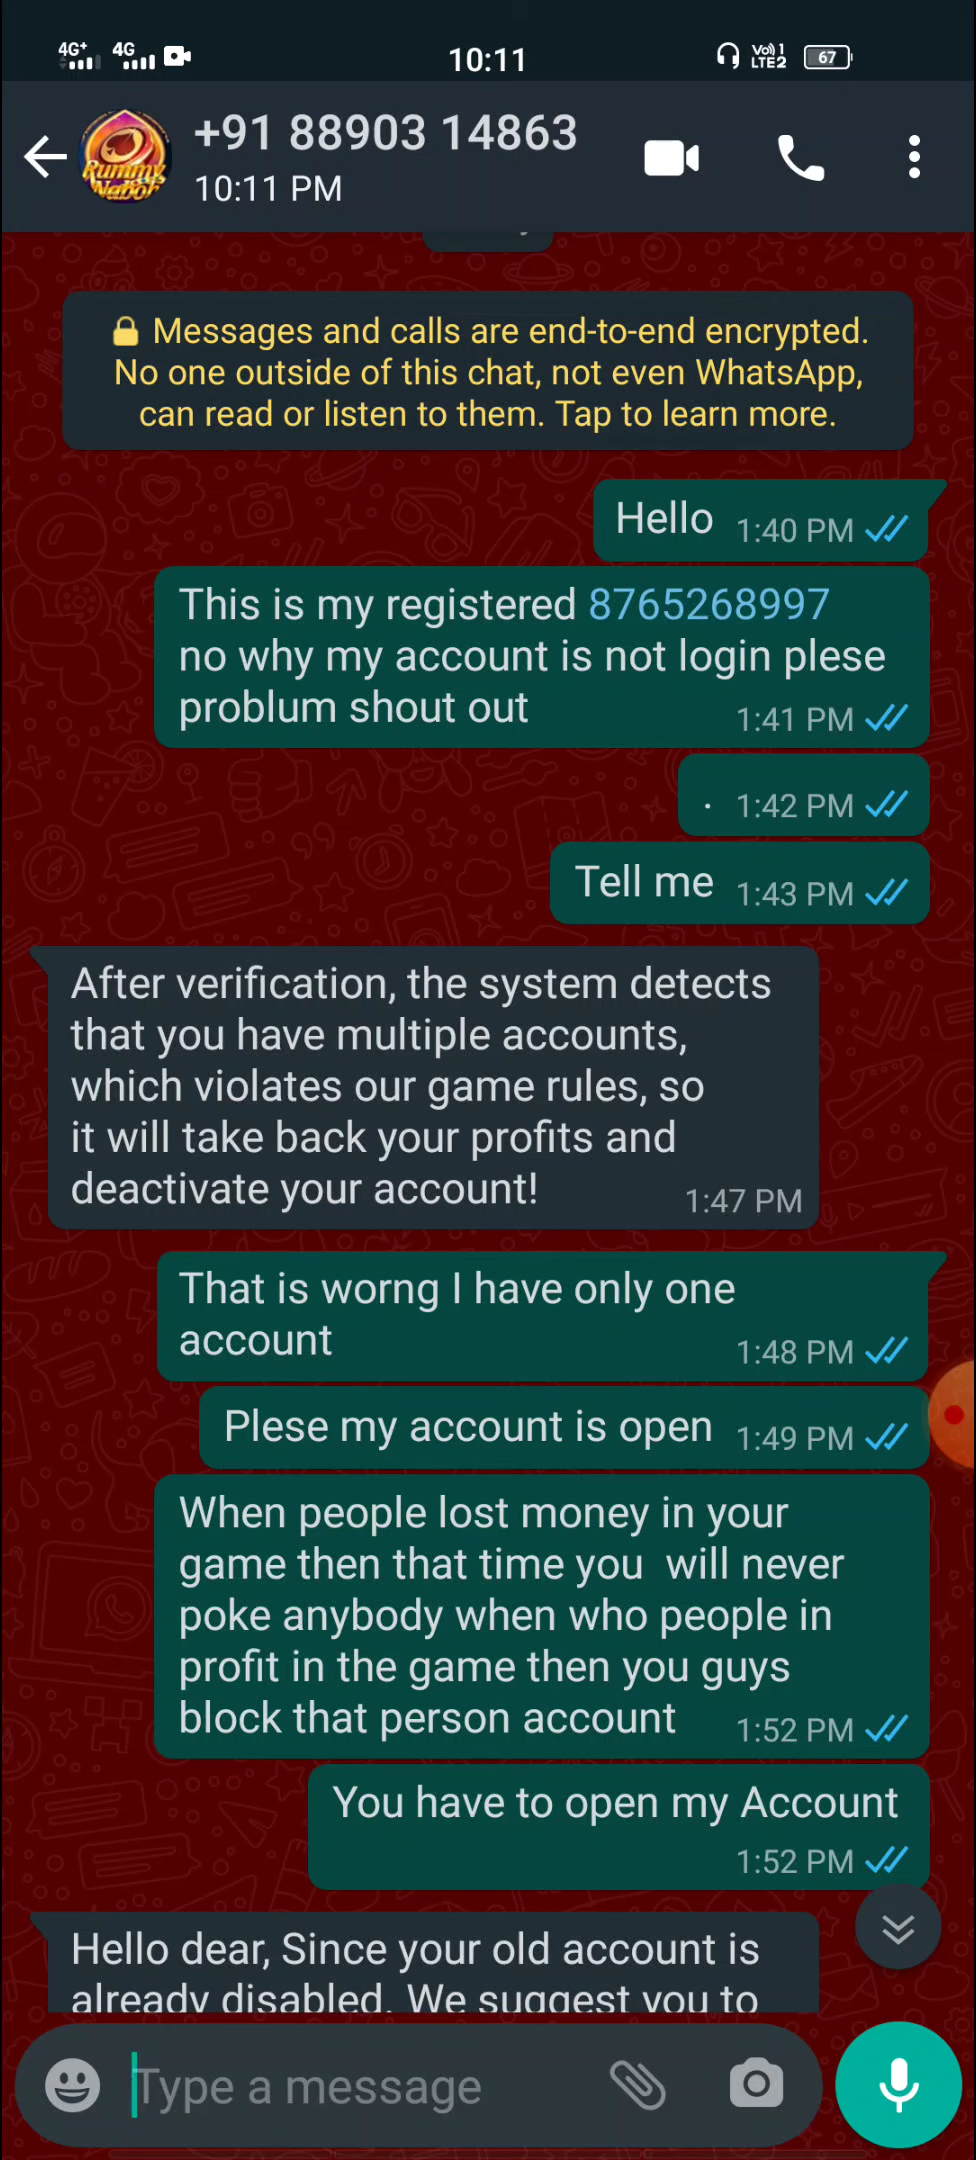 4G+ 4G 10:11 Vo) 1 LTE2 67
+91 88903 14863
Rummy
Nabob
10:11 PM
Messages and calls are end-to-end encrypted.
No one outside of this chat, not even WhatsApp,
can read or listen to them. Tap to learn more.
Hello 1:40 PM
This is my registered 8765268997
no why my account is not login plese
problum shout out 1:41 PM
. 1:42 PM
Tell me 1:43 PM
After verification, the system detects
that you have multiple accounts,
which violates our game rules, so
it will take back your profits and
deactivate your account! 1:47 PM
That is worng I have only one
account 1:48 PM
Plese my account is open 1:49 PM
When people lost money in your
game then that time you  will never
poke anybody when who people in
profit in the game then you guys
block that person account 1:52 PM
You have to open my Account
1:52 PM
Hello dear, Since your old account is
already disabled. We suggest you to
Type a message